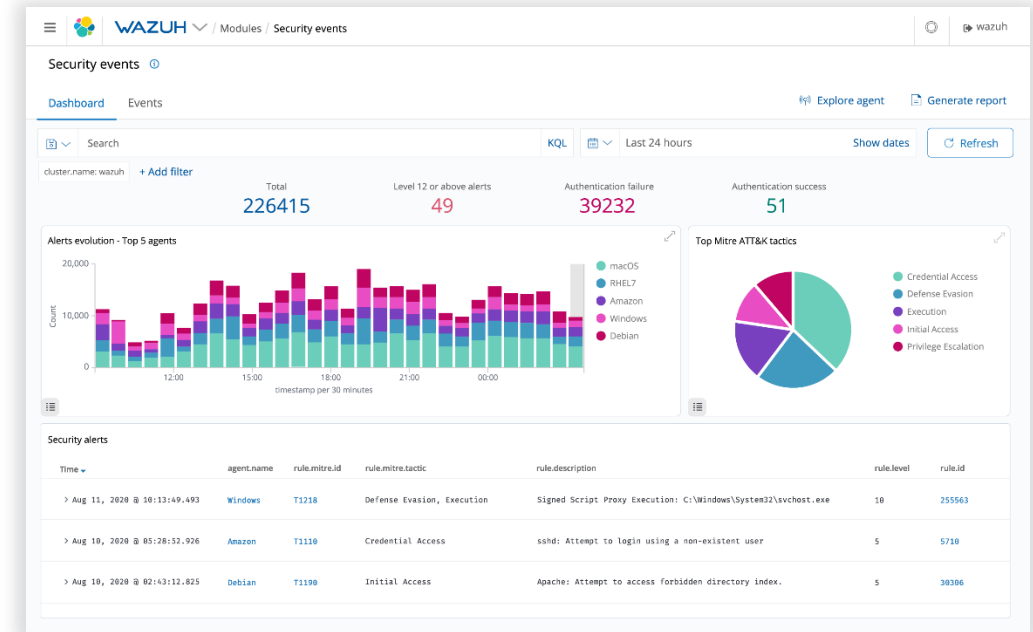 WAZUH / Modules / Security events
wazuh
Security events
Dashboard Events
Explore agent Generate report
Search KQL Last 24 hours Show dates Refresh
cluster.name: wazuh + Add filter
Total Level 12 or above alerts Authentication failure Authentication success
226415 49 39232 51
Alerts evolution - Top 5 agents
20,000
10,000
0
Count
12:00 15:00 18:00 21:00 00:00
timestamp per 30 minutes
macOS
RHEL7
Amazon
Windows
Debian
Top Mitre ATT&K tactics
Credential Access
Defense Evasion
Execution
Initial Access
Privilege Escalation
Security alerts
Time agent.name rule.mitre.id rule.mitre.tactic rule.description rule.level rule.id
> Aug 11, 2020 @ 10:13:49.493 Windows T1218 Defense Evasion, Execution Signed Script Proxy Execution: C:\Windows\System32\svchost.exe 10 255563
> Aug 10, 2020 @ 05:28:52.926 Amazon T1110 Credential Access sshd: Attempt to login using a non-existent user 5 5710
> Aug 10, 2020 @ 02:43:12.825 Debian T1190 Initial Access Apache: Attempt to access forbidden directory index. 5 30306